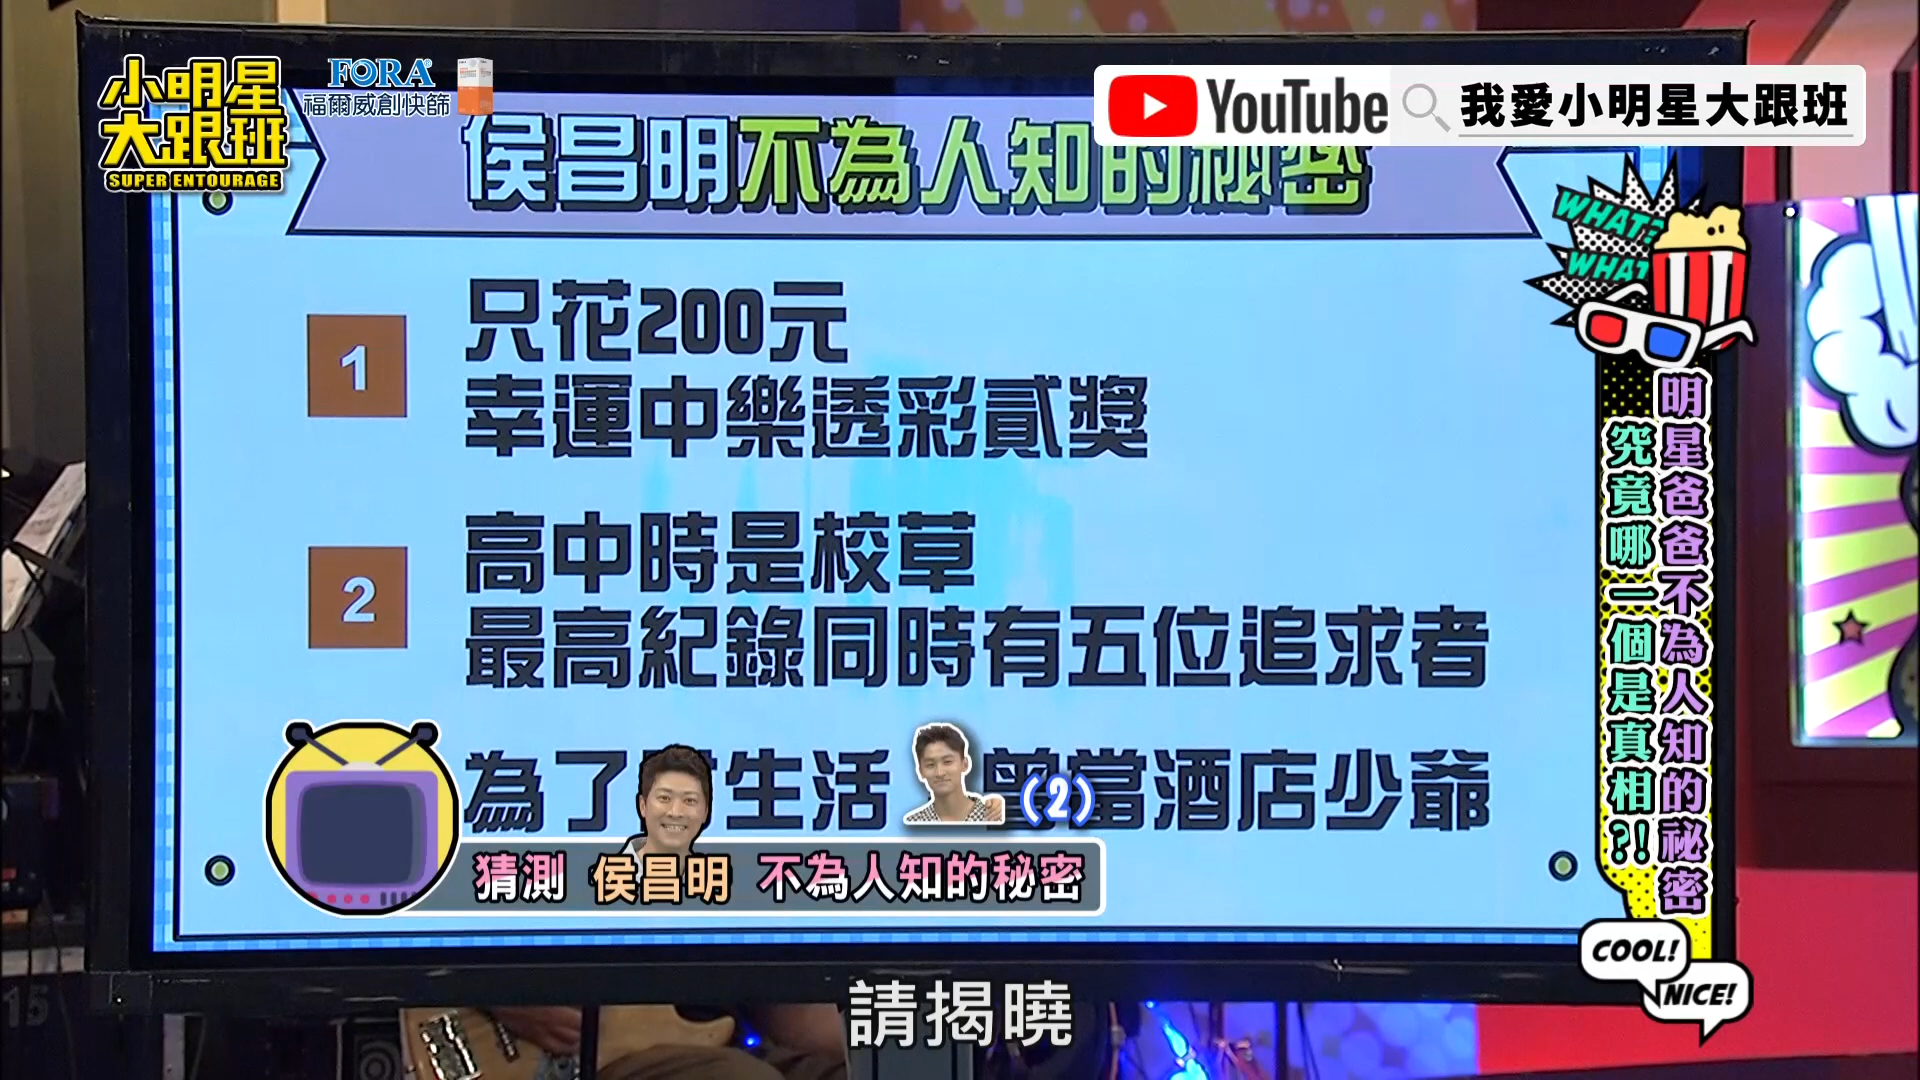 小明星
大跟班
SUPER ENTOURAGE
FORA
福爾威創快篩
YouTube
我愛小明星大跟班
侯昌明不為人知的秘密
WHAT?
WHAT
1
只花200元
幸運中樂透彩貳獎
2
高中時是校草
最高紀錄同時有五位追求者
為了 生活 曾當酒店少爺
(2)
猜測 侯昌明 不為人知的秘密
明星爸爸不為人知的祕密
究竟哪一個是真相?!
COOL!
NICE!
15
請揭曉